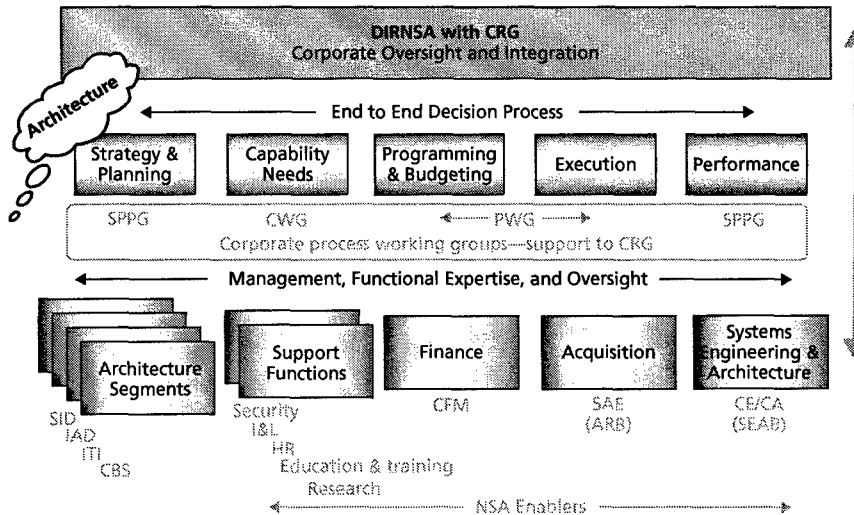 DIRNSA with CRG
Corporate Oversight and Integration
Architecture
End to End Decision Process
Strategy &
Planning
Capability
Needs
Programming
& Budgeting
Execution
Performance
SPPG
CWG
PWG
SPPG
Corporate process working groups—support to CRG
Management, Functional Expertise, and Oversight
Architecture
Segments
Support
Functions
Finance
Acquisition
Systems
Engineering &
Architecture
SID
IAD
ITI
CBS
Security
I&L
HR
Education & training
Research
CFM
SAE
(ARB)
CE/CA
(SEAB)
NSA Enablers